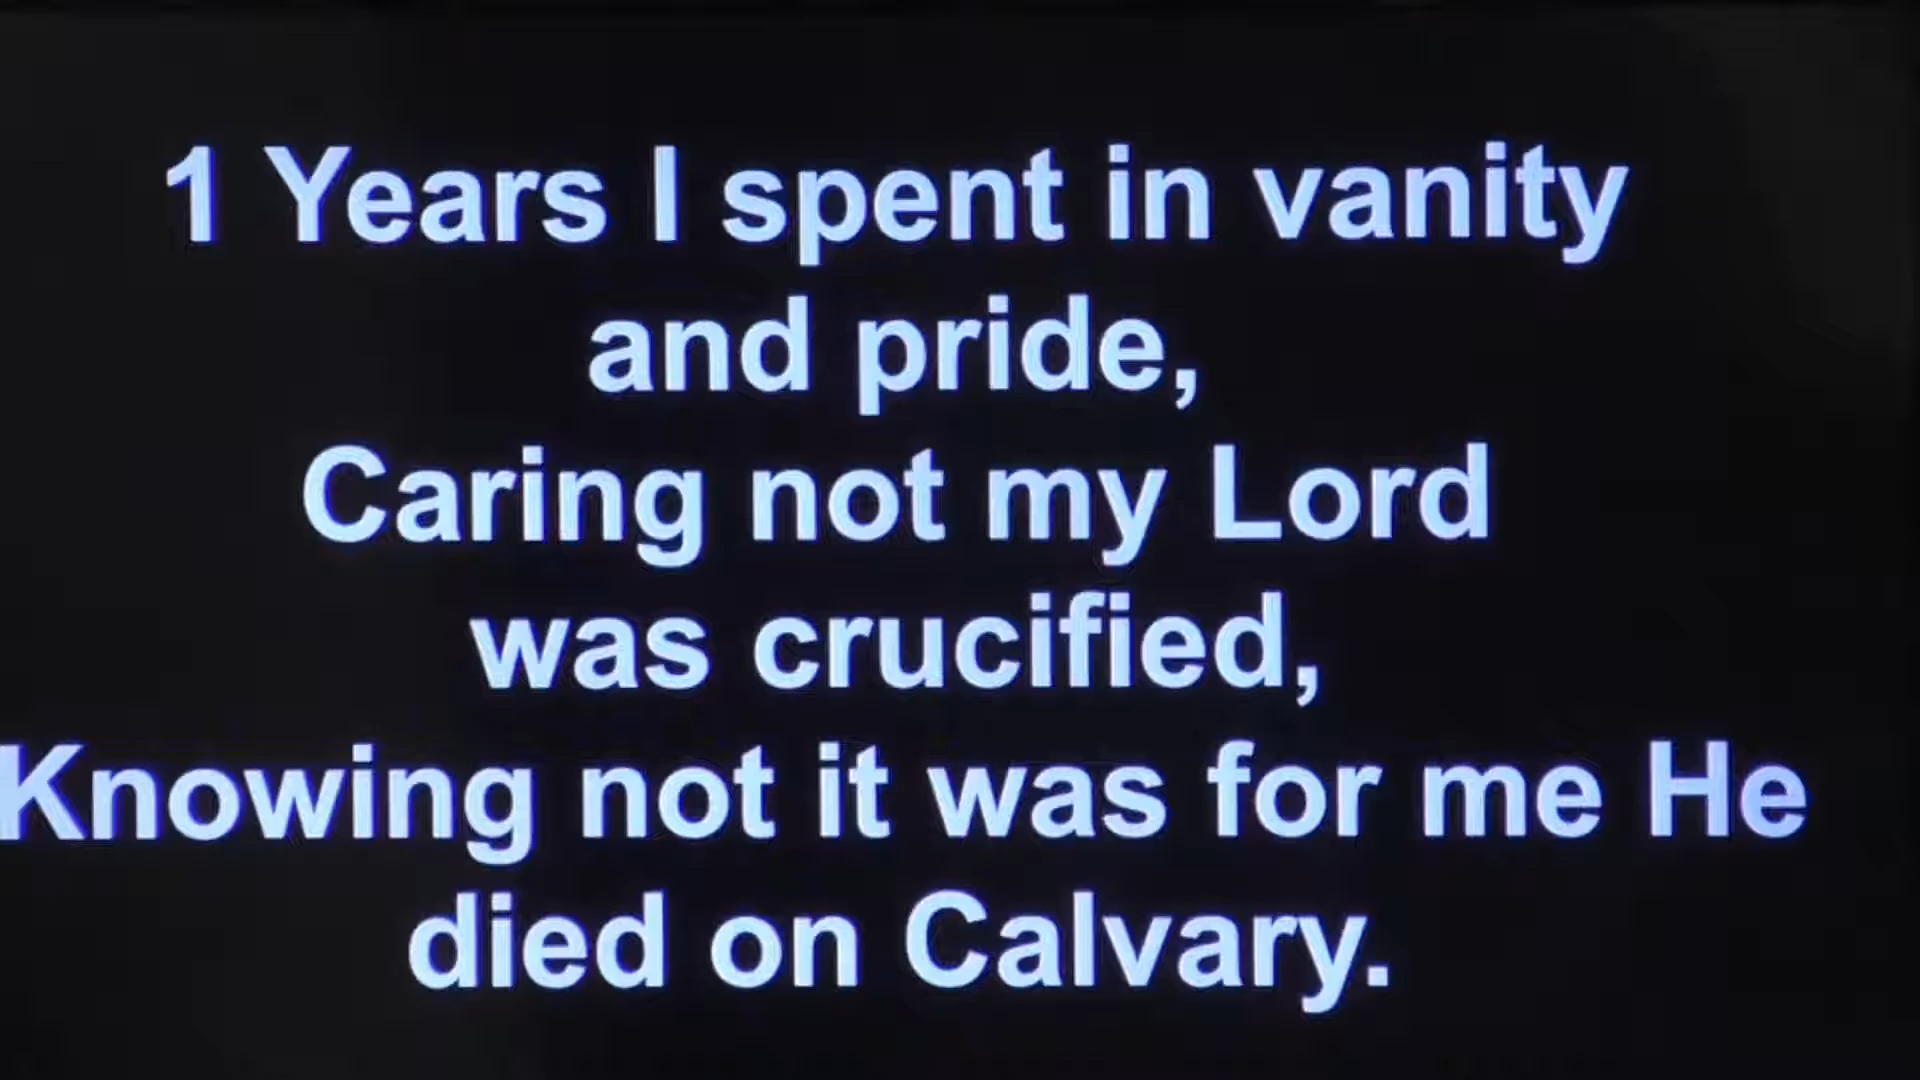 1 Years I spent in vanity
and pride,
Caring not my Lord
was crucified,
Knowing not it was for me He
died on Calvary.